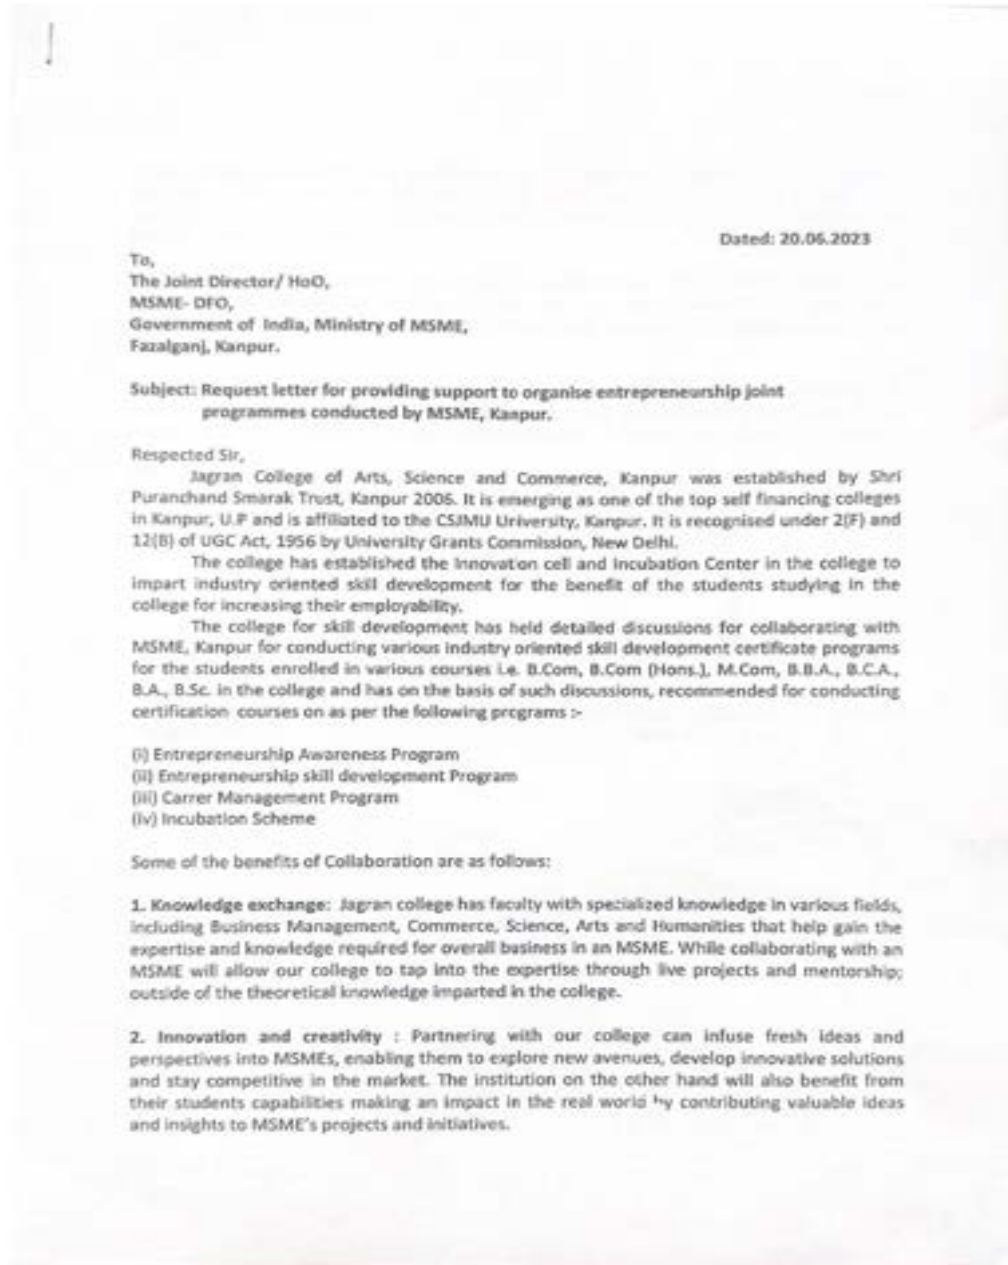 Dated: 20.06.2023
To,
The Joint Director/ HoO,
MSME- DFO,
Government of India, Ministry of MSME,
Fazalganj, Kanpur.
Subject: Request letter for providing support to organise entrepreneurship joint
programmes conducted by MSME, Kanpur.
Respected Sir,
Jagran College of Arts, Science and Commerce, Kanpur was established by Shri
Puranchand Smarak Trust, Kanpur 2006. It is emerging as one of the top self financing colleges
in Kanpur, U.P and is affiliated to the CSJMU University, Kanpur. It is recognised under 2(F) and
12(B) of UGC Act, 1956 by University Grants Commission, New Delhi.
The college has established the Innovation cell and Incubation Center in the college to
impart industry oriented skill development for the benefit of the students studying in the
college for increasing their employability.
The college for skill development has held detailed discussions for collaborating with
MSME, Kanpur for conducting various industry oriented skill development certificate programs
for the students enrolled in various courses i.e. B.Com, B.Com (Hons.), M.Com, B.B.A., B.C.A.,
B.A., B.Sc. in the college and has on the basis of such discussions, recommended for conducting
certification courses on as per the following programs :-
(i) Entrepreneurship Awareness Program
(ii) Entrepreneurship skill development Program
(iii) Carrer Management Program
(iv) Incubation Scheme
Some of the benefits of Collaboration are as follows:
1. Knowledge exchange: Jagran college has faculty with specialized knowledge in various fields,
including Business Management, Commerce, Science, Arts and Humanities that help gain the
expertise and knowledge required for overall business in an MSME. While collaborating with an
MSME will allow our college to tap into the expertise through live projects and mentorship;
outside of the theoretical knowledge imparted in the college.
2. Innovation and creativity : Partnering with our college can infuse fresh ideas and
perspectives into MSMEs, enabling them to explore new avenues, develop innovative solutions
and stay competitive in the market. The institution on the other hand will also benefit from
their students capabilities making an impact in the real world by contributing valuable ideas
and insights to MSME's projects and initiatives.